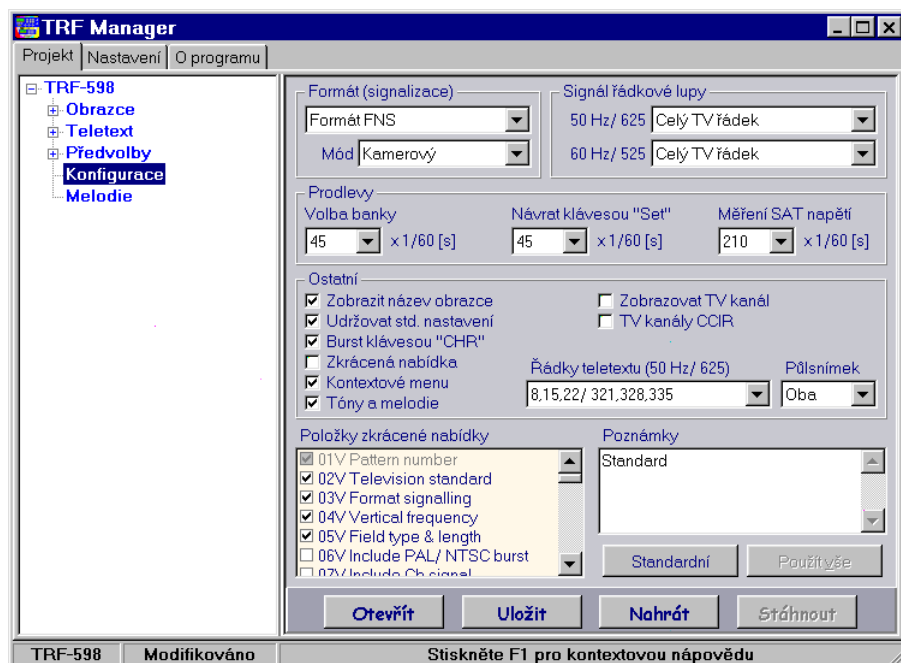 TRF Manager
Projekt Nastavení O programu
TRF-598
Obrazce
Teletext
Předvolby
Konfigurace
Melodie
Formát (signalizace)
Formát FNS
Mód Kamerový
Signál řádkové lupy
50 Hz/ 625 Celý TV řádek
60 Hz/ 525 Celý TV řádek
Prodlevy
Volba banky Návrat klávesou "Set" Měření SAT napětí
45 x 1/60 [s] 45 x 1/60 [s] 210 x 1/60 [s]
Ostatní
Zobrazit název obrazce
Udržovat std. nastavení
Burst klávesou "CHR"
Zkrácená nabídka
Kontextové menu
Tóny a melodie
Zobrazovat TV kanál
TV kanály CCIR
Řádky teletextu (50 Hz/ 625) Půlsnímek
8,15,22/ 321,328,335 Oba
Položky zkrácené nabídky
01V Pattern number
02V Television standard
03V Format signalling
04V Vertical frequency
05V Field type & length
06V Include PAL/ NTSC burst
07V Include Cb signal
Poznámky
Standard
Standardní Použít vše
Otevřít Uložit Nahrát Stáhnout
TRF-598 Modifikováno Stiskněte F1 pro kontextovou nápovědu